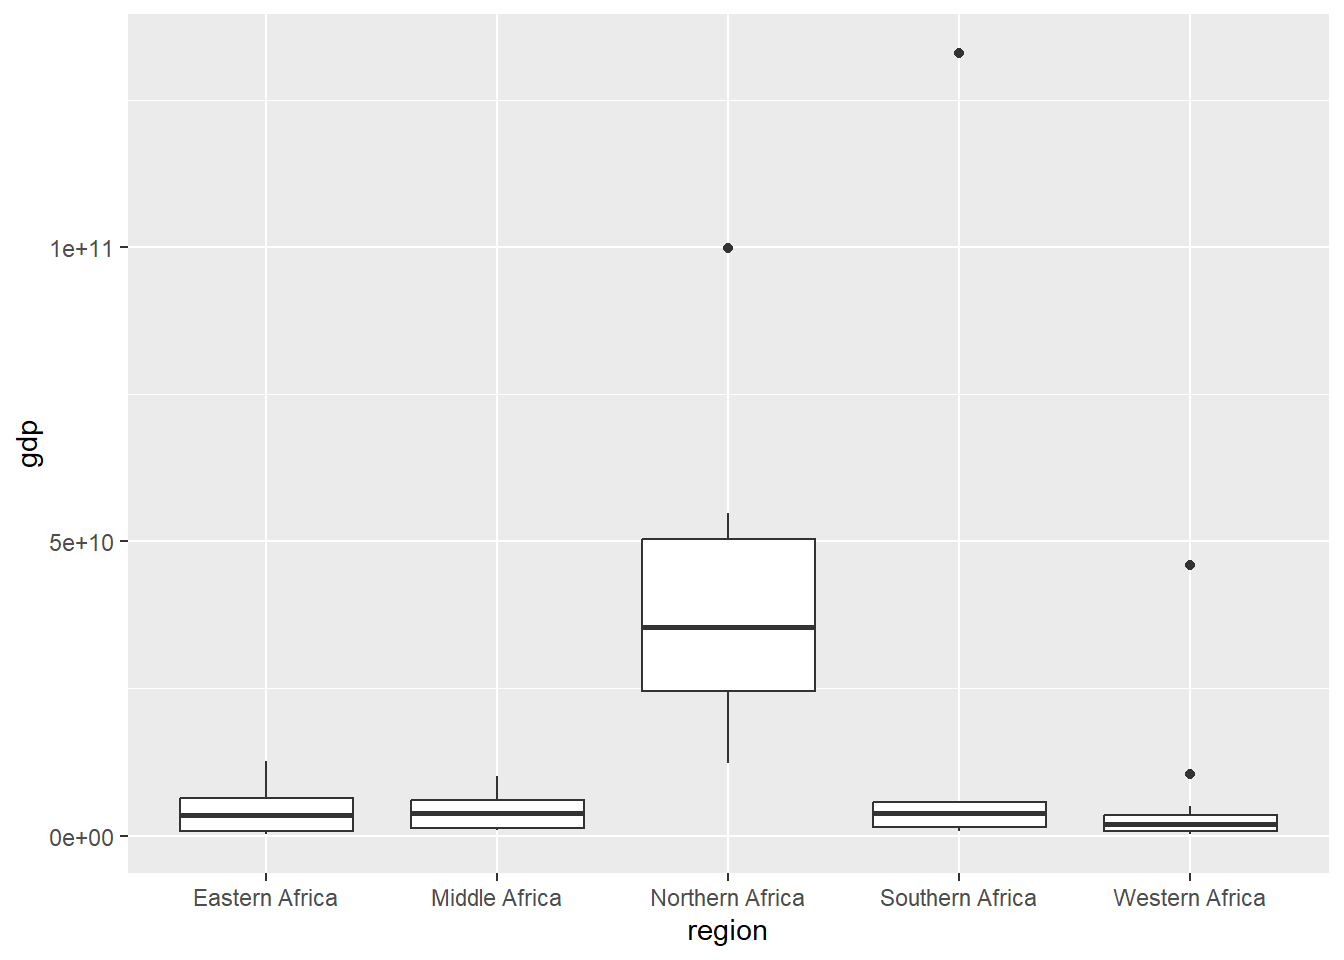 gdp
1e+11
5e+10
0e+00
Eastern Africa Middle Africa Northern Africa Southern Africa Western Africa
region